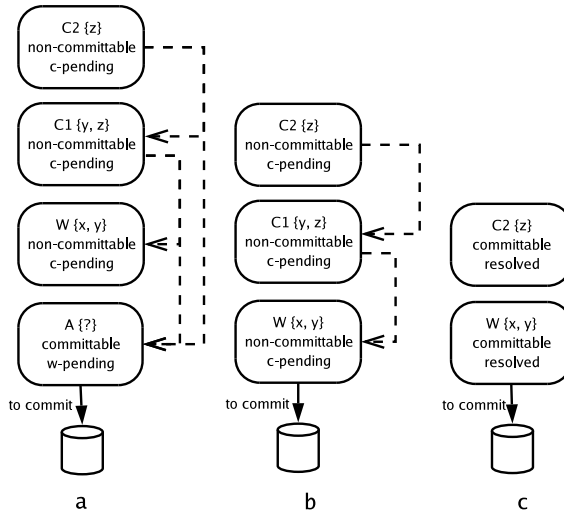 C2 {z}
non-committable
c-pending
C1 {y, z}
non-committable
c-pending
W {x, y}
non-committable
c-pending
A {?}
committable
w-pending
to commit
a
C2 {z}
non-committable
c-pending
C1 {y, z}
non-committable
c-pending
W {x, y}
non-committable
c-pending
to commit
b
C2 {z}
committable
resolved
W {x, y}
committable
resolved
to commit
c